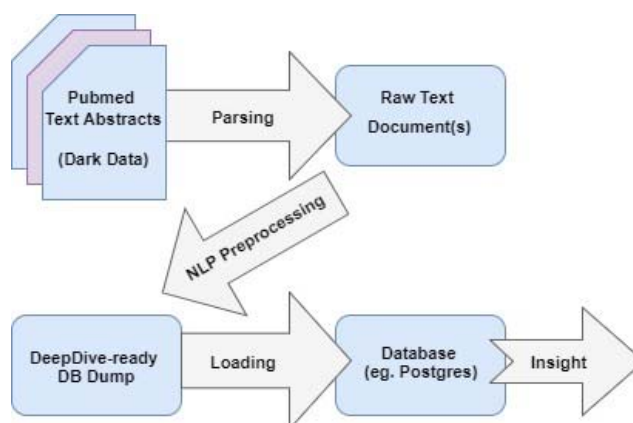 Pubmed
Text Abstracts
(Dark Data)
Parsing
Raw Text
Document(s)
NLP Preprocessing
DeepDive-ready
DB Dump
Loading
Database
(eg. Postgres)
Insight